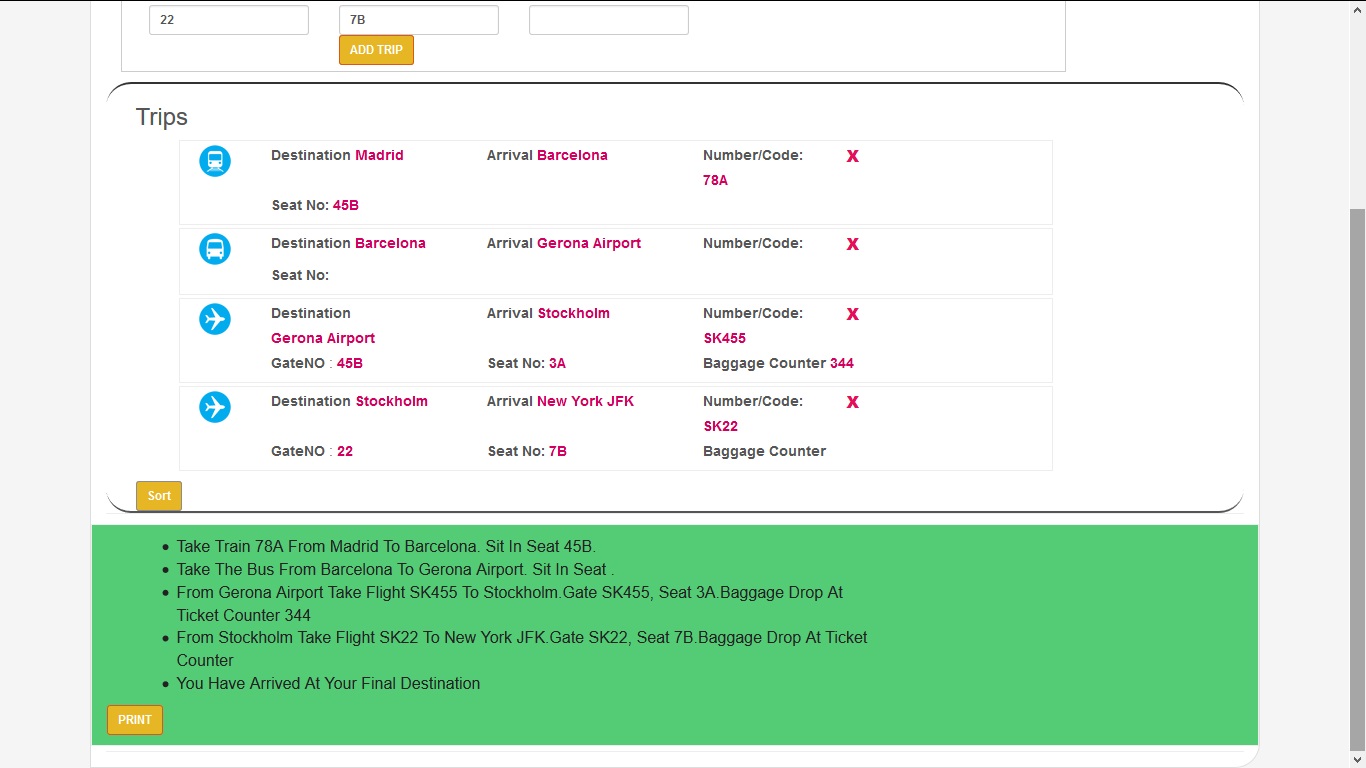 22 7B
ADD TRIP
Trips
Destination Madrid Arrival Barcelona Number/Code: X
78A
Seat No: 45B
Destination Barcelona Arrival Gerona Airport Number/Code: X
Seat No:
Destination Arrival Stockholm Number/Code: X
Gerona Airport SK455
GateNO : 45B Seat No: 3A Baggage Counter 344
Destination Stockholm Arrival New York JFK Number/Code: X
SK22
GateNO : 22 Seat No: 7B Baggage Counter
Sort
• Take Train 78A From Madrid To Barcelona. Sit In Seat 45B.
• Take The Bus From Barcelona To Gerona Airport. Sit In Seat .
• From Gerona Airport Take Flight SK455 To Stockholm.Gate SK455, Seat 3A.Baggage Drop At
Ticket Counter 344
• From Stockholm Take Flight SK22 To New York JFK.Gate SK22, Seat 7B.Baggage Drop At Ticket
Counter
• You Have Arrived At Your Final Destination
PRINT